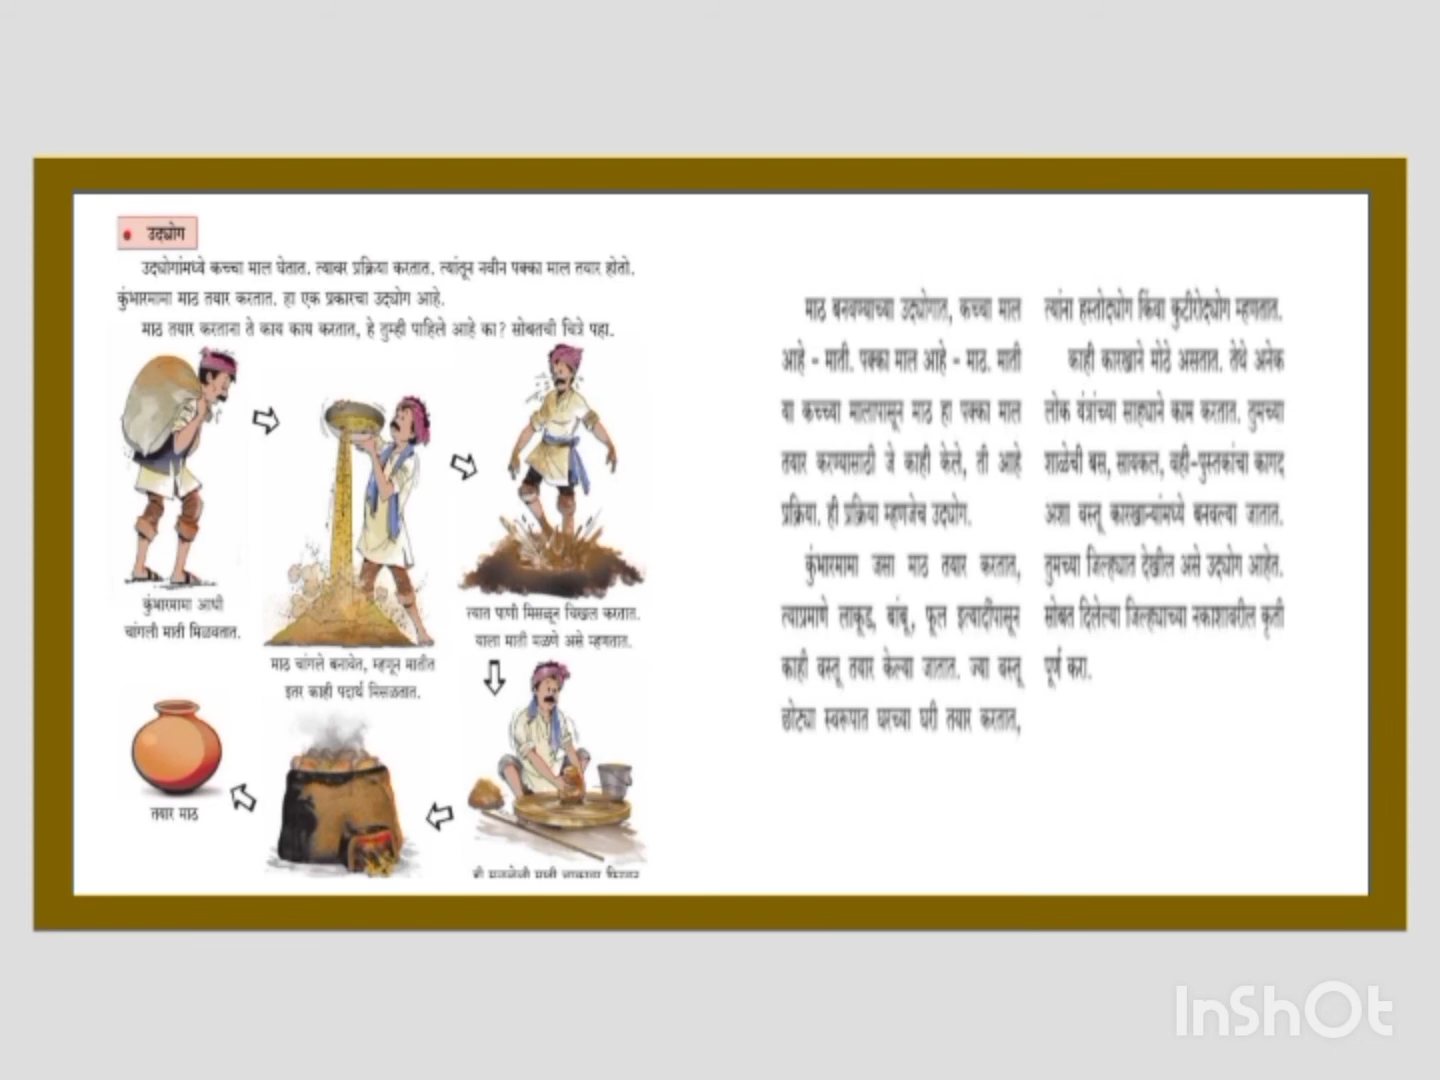 उद्योग
उद्योगांमध्ये कच्चा माल घेतात. त्यावर प्रक्रिया करतात. त्यांतून नवीन पक्का माल तयार होतो.
कुंभारमामा माठ तयार करतात. हा एक प्रकारचा उद्योग आहे.
माठ तयार करताना ते काय काय करतात, हे तुम्ही पाहिले आहे का? सोबतची चित्रे पहा.
कुंभारमामा आधी
चांगली माती मिळवतात.
माठ चांगले बनावेत, म्हणून मातीत
इतर काही पदार्थ मिसळतात.
त्यात पाणी मिसळून चिखल करतात.
याला माती मळणे असे म्हणतात.
तयार माठ
माठ बनवण्याच्या उद्योगात, कच्चा माल
आहे - माती. पक्का माल आहे - माठ. माती
या कच्च्या मालापासून माठ हा पक्का माल
तयार करण्यासाठी जे काही केले, ती आहे
प्रक्रिया. ही प्रक्रिया म्हणजेच उद्योग.
कुंभारमामा जसा माठ तयार करतात,
त्याप्रमाणे लाकूड, बांबू, फूल इत्यादींपासून
काही वस्तू तयार केल्या जातात. ज्या वस्तू
छोट्या स्वरूपात घरच्या घरी तयार करतात,
त्यांना हस्तोद्योग किंवा कुटीरोद्योग म्हणतात.
काही कारखाने मोठे असतात. तेथे अनेक
लोक यंत्रांच्या साहाय्याने काम करतात. तुमच्या
शाळेची बस, सायकल, वही-पुस्तकांचा कागद
अशा वस्तू कारखान्यांमध्ये बनवल्या जातात.
तुमच्या जिल्ह्यात देखील असे उद्योग आहेत.
सोबत दिलेल्या जिल्ह्याच्या नकाशावरील कृती
पूर्ण करा.
InShOt